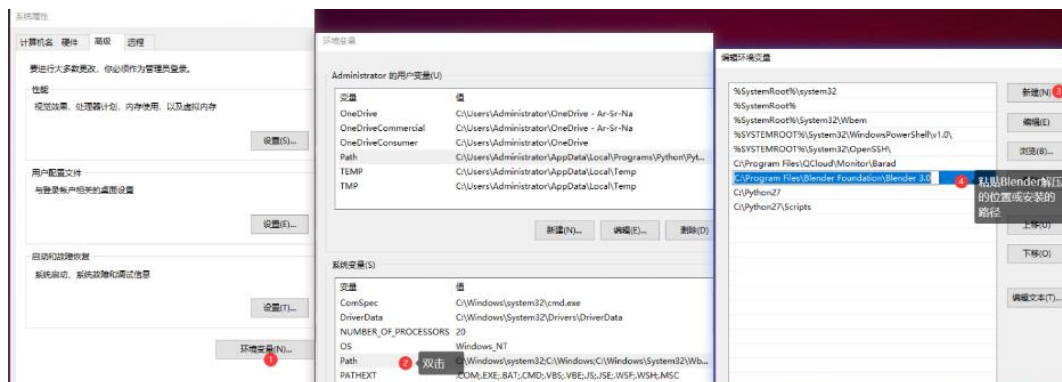 系统属性
计算机名 硬件 高级 远程
要进行大多数更改，你必须作为管理员登录。
性能
视觉效果，处理器计划，内存使用，以及虚拟内存
设置(S)...
用户配置文件
与登录帐户相关的桌面设置
设置(E)...
启动和故障恢复
系统启动、系统故障和调试信息
设置(T)...
环境变量(N)...
1
环境变量
Administrator 的用户变量(U)
变量 值
OneDrive C:\Users\Administrator\OneDrive - Ar-Sr-Na
OneDriveCommercial C:\Users\Administrator\OneDrive - Ar-Sr-Na
OneDriveConsumer C:\Users\Administrator\OneDrive
Path C:\Users\Administrator\AppData\Local\Programs\Python\Pyt...
TEMP C:\Users\Administrator\AppData\Local\Temp
TMP C:\Users\Administrator\AppData\Local\Temp
新建(N)... 编辑(E)... 删除(D)
系统变量(S)
变量 值
ComSpec C:\Windows\system32\cmd.exe
DriverData C:\Windows\System32\Drivers\DriverData
NUMBER_OF_PROCESSORS 20
OS Windows_NT
Path 2 双击 C:\Windows\system32;C:\Windows;C:\Windows\System32\Wb...
PATHEXT .COM;.EXE;.BAT;.CMD;.VBS;.VBE;.JS;.JSE;.WSF;.WSH;.MSC
编辑环境变量
%SystemRoot%\system32
%SystemRoot%
%SystemRoot%\System32\Wbem
%SYSTEMROOT%\System32\WindowsPowerShell\v1.0\
%SYSTEMROOT%\System32\OpenSSH\
C:\Program Files\QCloud\Monitor\Barad
C:\Program Files\Blender Foundation\Blender 3.0
C:\Python27
C:\Python27\Scripts
新建(N) 3
编辑(E)
浏览(B)...
4 粘贴Blender解压
的位置或安装的
路径
上移(U)
下移(O)
编辑文本(T)...